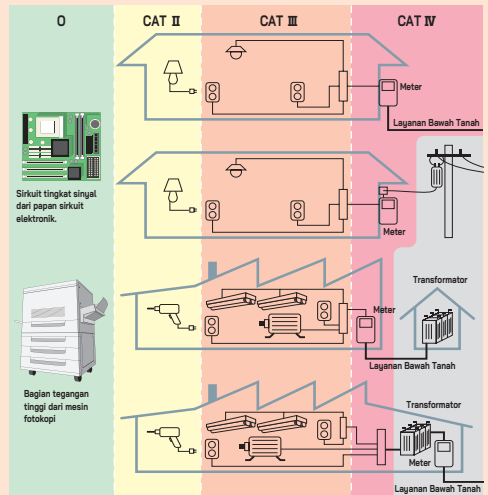 O
CAT II
CAT III
CAT IV
Meter
Layanan Bawah Tanah
Sirkuit tingkat sinyal
dari papan sirkuit
elektronik.
Meter
Transformator
Meter
Layanan Bawah Tanah
Bagian tegangan
tinggi dari mesin
fotokopi
Transformator
Meter
Layanan Bawah Tanah